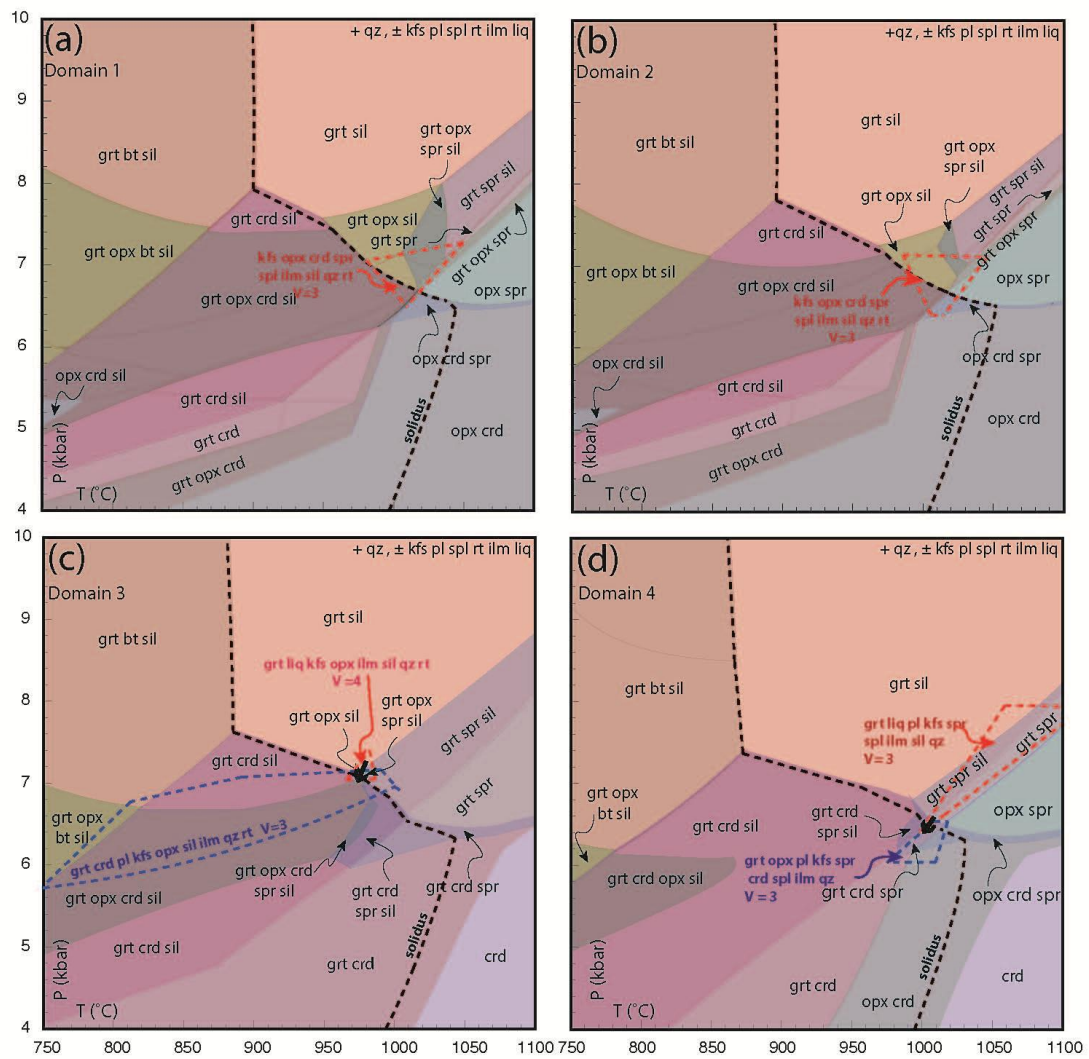 10
9
8
7
6
5
4
(a)
Domain 1
+ qz , ± kfs pl spl rt ilm liq
grt bt sil
grt sil
grt opx
spr sil
grt spr sil
grt crd sil
grt opx sil
grt spr
grt opx spr
grt opx bt sil
kfs opx crd spr
spl ilm sil qz rt
V=3
grt opx crd sil
opx spr
opx crd spr
opx crd sil
grt crd sil
grt crd
grt opx crd
solidus
opx crd
P (kbar)
T (°C)
(b)
Domain 2
+qz , ± kfs pl spl rt ilm liq
grt bt sil
grt sil
grt opx
spr sil
grt spr sil
grt opx sil
grt spr
grt crd sil
grt opx spr
grt opx bt sil
grt opx crd sil
opx spr
kfs opx crd spr
spl ilm sil qz rt
V=3
opx crd spr
opx crd sil
grt crd sil
grt crd
grt opx crd
solidus
opx crd
P (kbar)
T (°C)
10
9
8
7
6
5
4
(c)
Domain 3
+ qz , ± kfs pl spl rt ilm liq
grt bt sil
grt sil
grt liq kfs opx ilm sil qz rt
V =4
grt opx sil
grt opx
spr sil
grt spr sil
grt crd sil
grt spr
grt opx
bt sil
grt crd pl kfs opx sil ilm qz rt V=3
grt opx crd sil
grt opx crd
spr sil
grt crd
spr sil
grt crd spr
grt crd sil
grt crd
solidus
crd
P (kbar)
T (°C)
750
800
850
900
950
1000
1050
1100
(d)
Domain 4
+ qz , ± kfs pl spl rt ilm liq
grt bt sil
grt sil
grt liq pl kfs spr
spl ilm sil qz
V =3
grt spr
grt spr sil
grt opx
bt sil
grt crd sil
grt crd
spr sil
opx spr
grt crd opx sil
grt opx pl kfs spr
crd spl ilm qz
V =3
grt crd spr
opx crd spr
grt crd
opx crd
solidus
crd
P (kbar)
T (°C)
750
800
850
900
950
1000
1050
1100